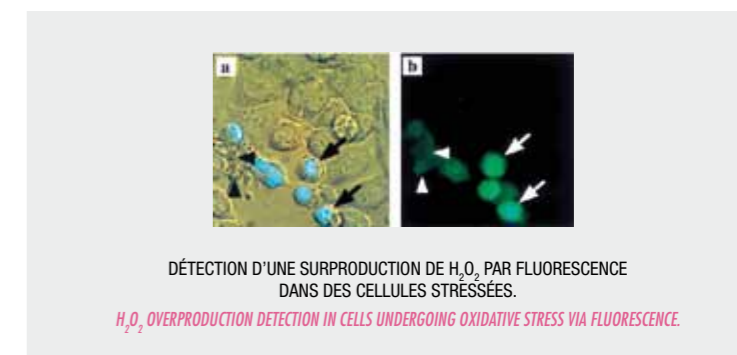 a b
DÉTECTION D'UNE SURPRODUCTION DE H₂O₂ PAR FLUORESCENCE
DANS DES CELLULES STRESSÉES.
H₂O₂ OVERPRODUCTION DETECTION IN CELLS UNDERGOING OXIDATIVE STRESS VIA FLUORESCENCE.